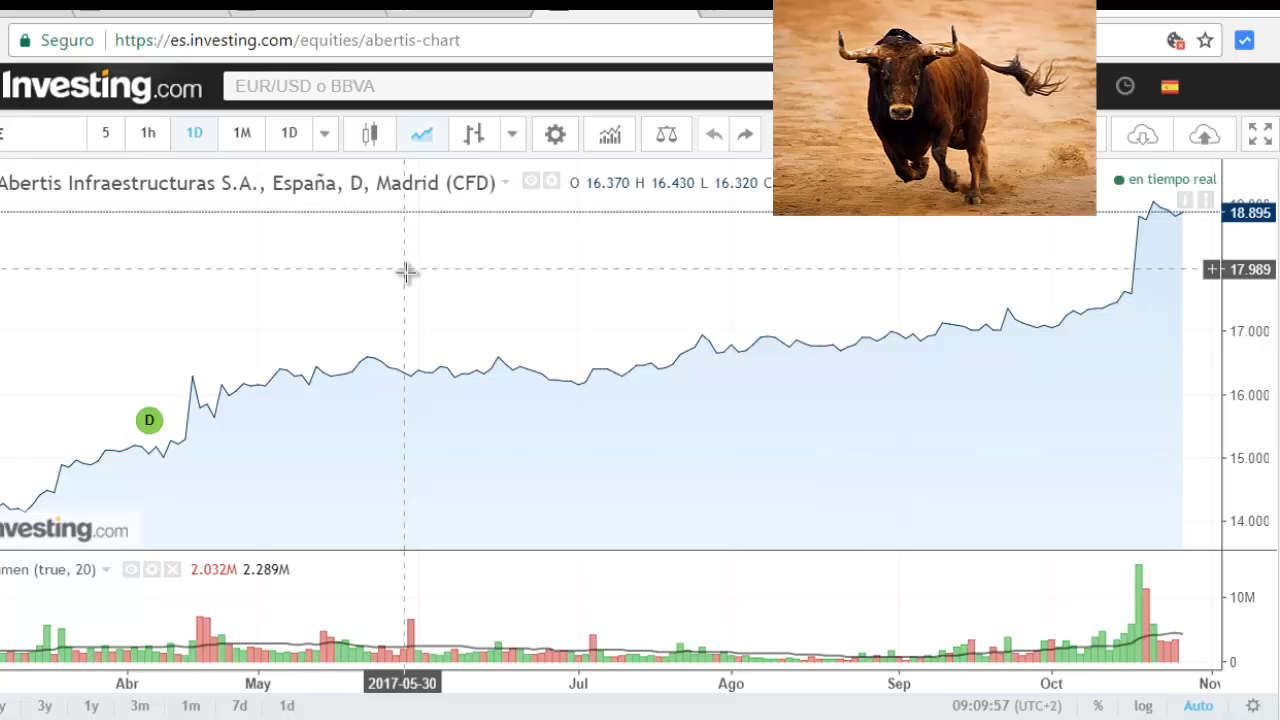 Seguro https://es.investing.com/equities/abertis-chart
Investing.com EUR/USD o BBVA
5 1h 1D 1M 1D
Abertis Infraestructuras S.A., España, D, Madrid (CFD) O 16.370 H 16.430 L 16.320 C
en tiempo real
18.895
17.989
17.000
16.000
D
15.000
14.000
nvesting.com
umen (true, 20) 2.032M 2.289M
10M
0
Abr May 2017-05-30 Jul Ago Sep Oct Nov
y 3y 1y 3m 1m 7d 1d 09:09:57 (UTC+2) % log Auto